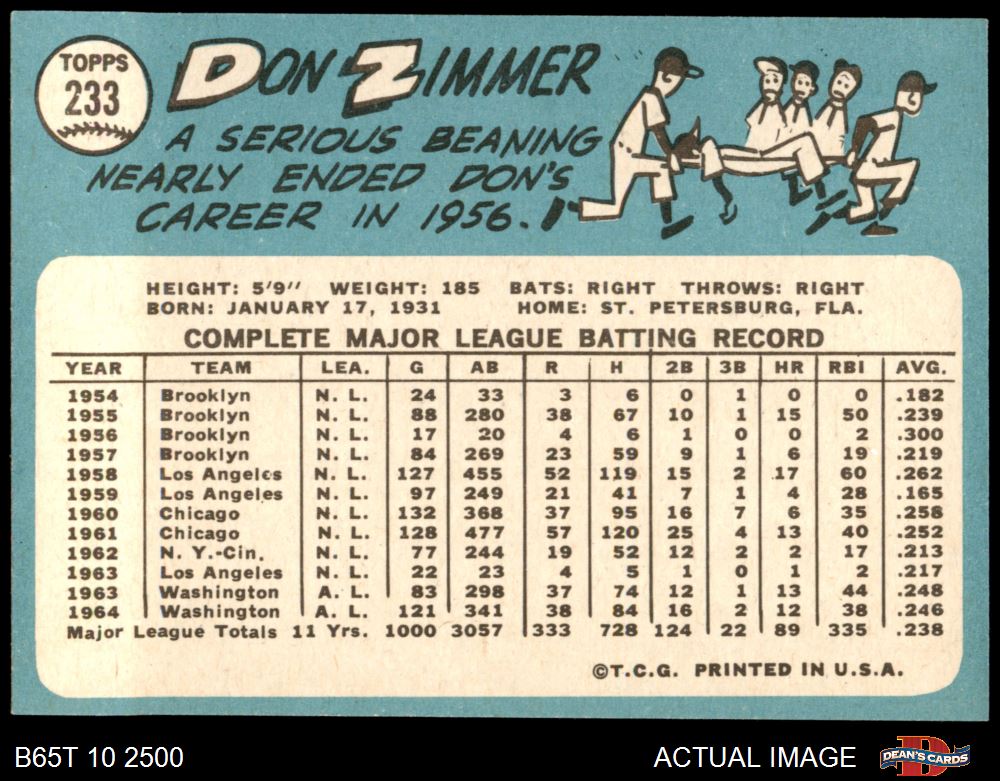 TOPPS
233
DON ZIMMER
A SERIOUS BEANING
NEARLY ENDED DON'S
CAREER IN 1956.
HEIGHT: 5'9" WEIGHT: 185 BATS: RIGHT THROWS: RIGHT
BORN: JANUARY 17, 1931 HOME: ST. PETERSBURG, FLA.
COMPLETE MAJOR LEAGUE BATTING RECORD
YEAR TEAM LEA. G AB R H 2B 3B HR RBI AVG.
1954 Brooklyn N. L. 24 33 3 6 0 1 0 0 .182
1955 Brooklyn N. L. 88 280 38 67 10 1 15 50 .239
1956 Brooklyn N. L. 17 20 4 6 1 0 0 2 .300
1957 Brooklyn N. L. 84 269 23 59 9 1 6 19 .219
1958 Los Angeles N. L. 127 455 52 119 15 2 17 60 .262
1959 Los Angeles N. L. 97 249 21 41 7 1 4 28 .165
1960 Chicago N. L. 132 368 37 95 16 7 6 35 .258
1961 Chicago N. L. 128 477 57 120 25 4 13 40 .252
1962 N. Y.-Cin. N. L. 77 244 19 52 12 2 2 17 .213
1963 Los Angeles N. L. 22 23 4 5 1 0 1 2 .217
1963 Washington A. L. 83 298 37 74 12 1 13 44 .248
1964 Washington A. L. 121 341 38 84 16 2 12 38 .246
Major League Totals 11 Yrs. 1000 3057 333 728 124 22 89 335 .238
©T.C.G. PRINTED IN U.S.A.
B65T 10 2500
ACTUAL IMAGE
D
DEAN'S CARDS